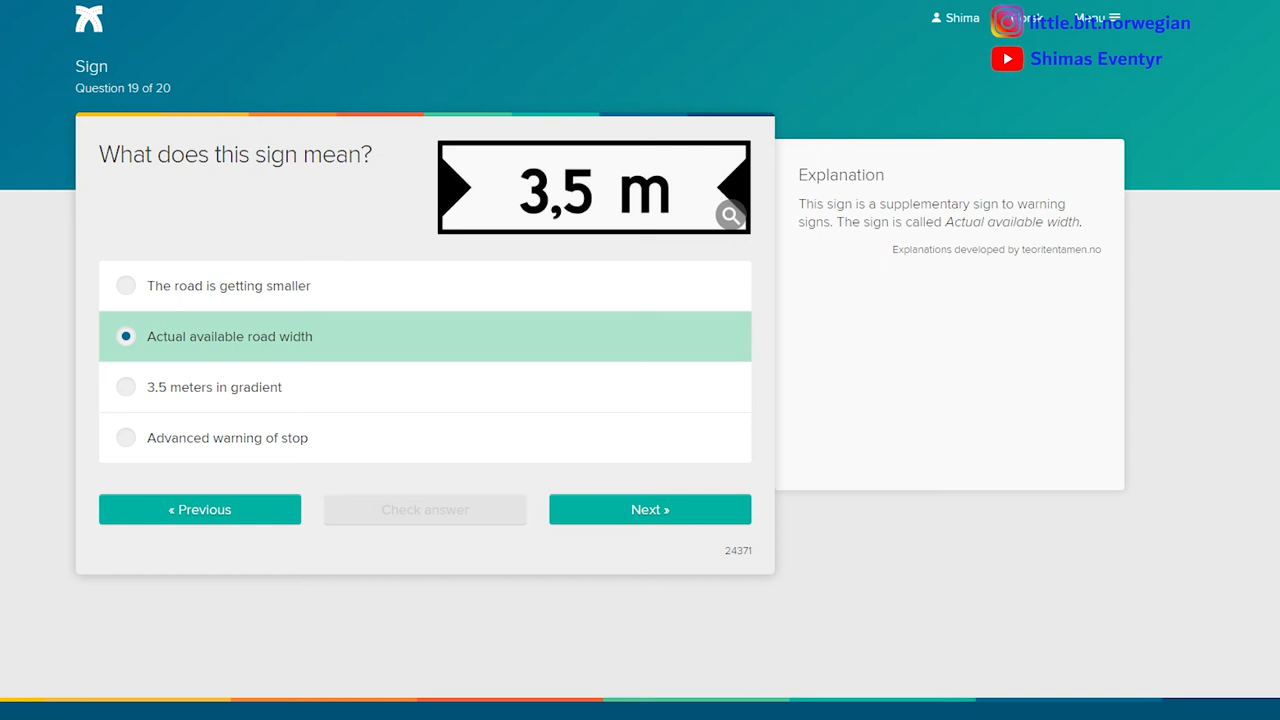 Shima
Menu
little.bit.norwegian
Shimas Eventyr
Sign
Question 19 of 20
What does this sign mean?
3,5 m
The road is getting smaller
Actual available road width
3.5 meters in gradient
Advanced warning of stop
« Previous
Check answer
Next »
24371
Explanation
This sign is a supplementary sign to warning
signs. The sign is called Actual available width.
Explanations developed by teoritentamen.no